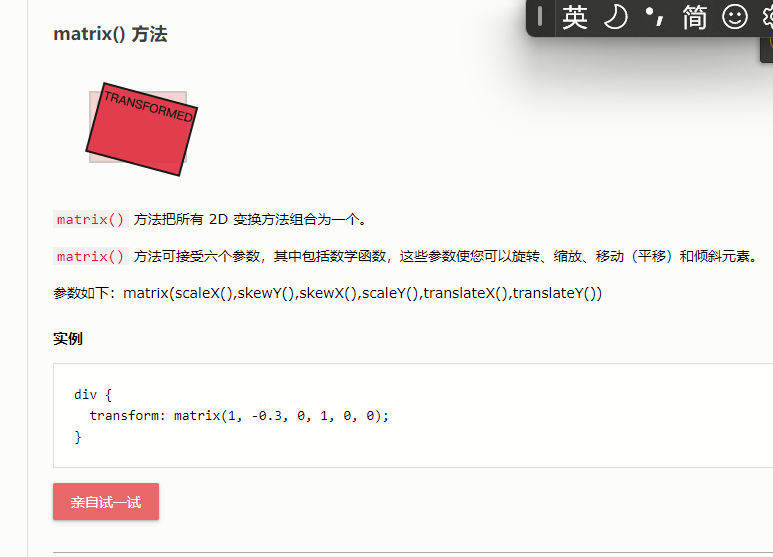 英 简
matrix() 方法
TRANSFORMED
matrix() 方法把所有 2D 变换方法组合为一个。
matrix() 方法可接受六个参数，其中包括数学函数，这些参数使您可以旋转、缩放、移动（平移）和倾斜元素。
参数如下：matrix(scaleX(),skewY(),skewX(),scaleY(),translateX(),translateY())
实例
div {
transform: matrix(1, -0.3, 0, 1, 0, 0);
}
亲自试一试